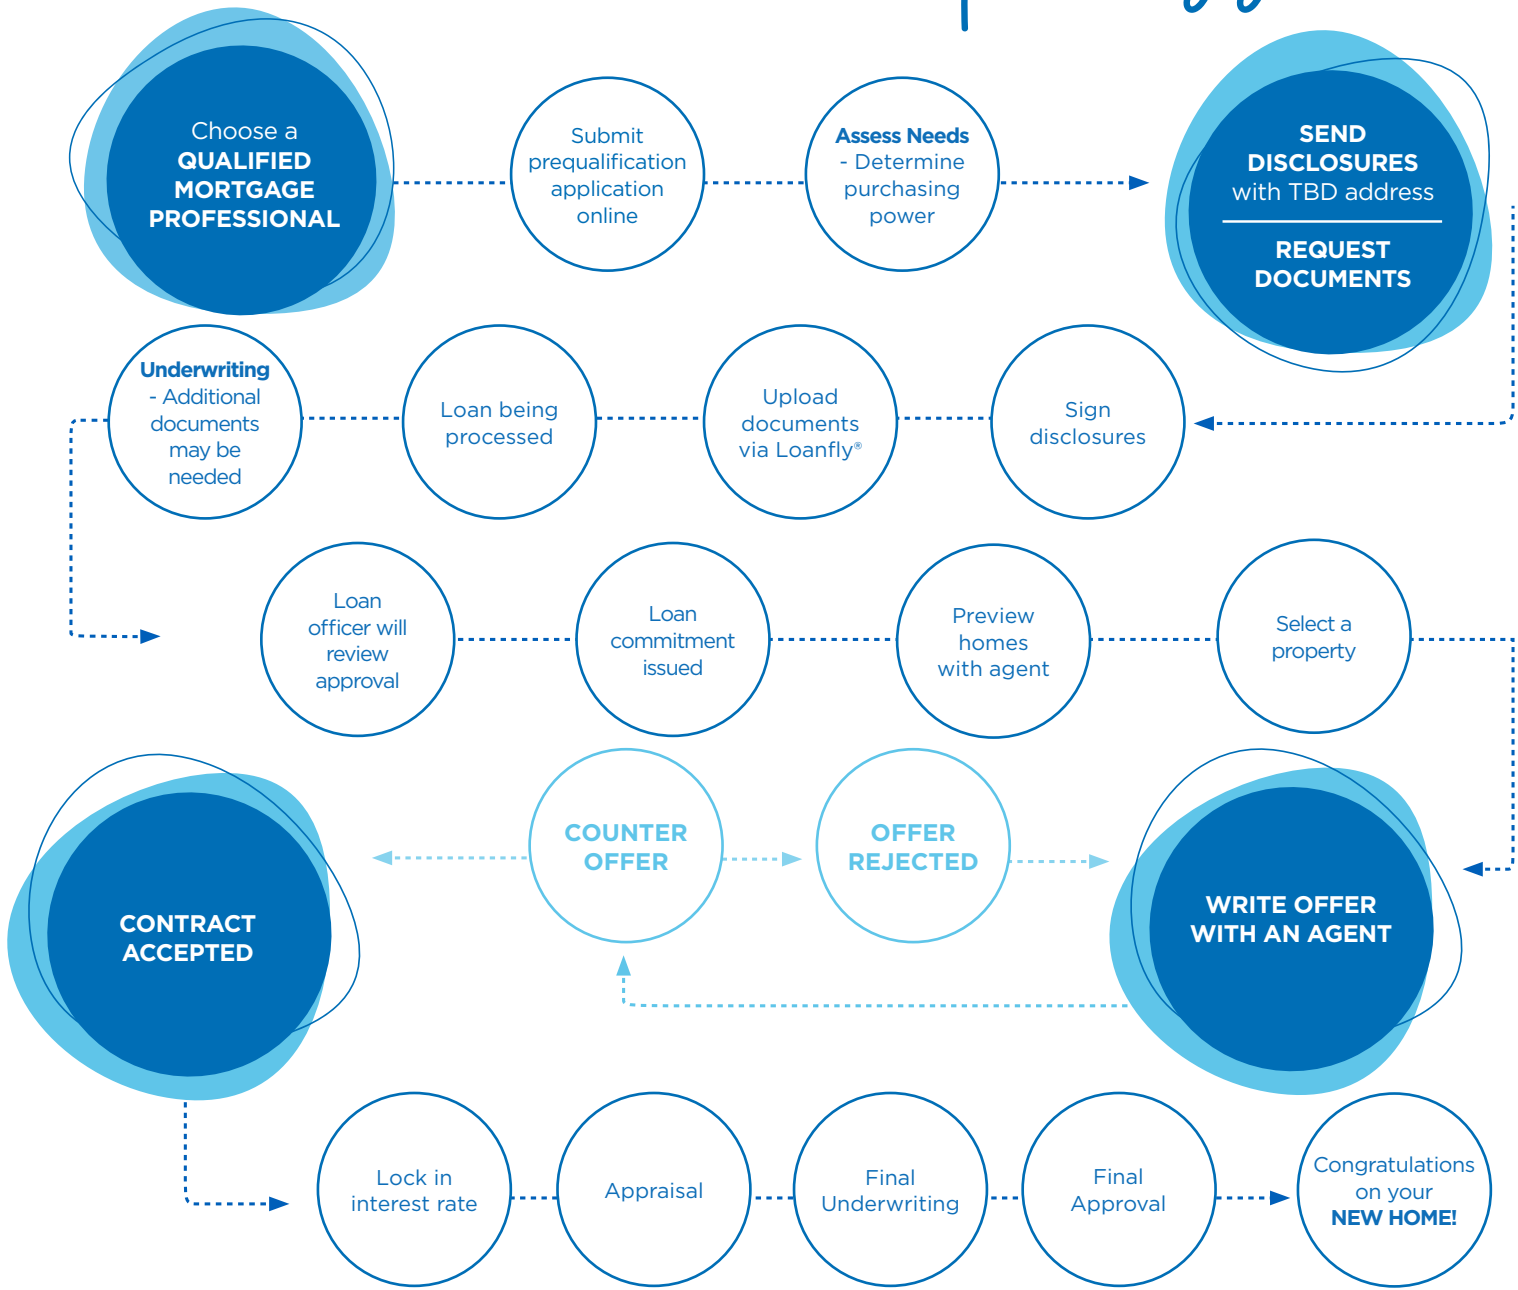 Choose a
QUALIFIED
MORTGAGE
PROFESSIONAL
Submit
prequalification
application
online
Assess Needs
- Determine
purchasing
power
SEND
DISCLOSURES
with TBD address
REQUEST
DOCUMENTS
Sign
disclosures
Upload
documents
via Loanfly®
Loan being
processed
Underwriting
- Additional
documents
may be
needed
Loan
officer will
review
approval
Loan
commitment
issued
Preview
homes
with agent
Select a
property
WRITE OFFER
WITH AN AGENT
COUNTER
OFFER
OFFER
REJECTED
CONTRACT
ACCEPTED
Lock in
interest rate
Appraisal
Final
Underwriting
Final
Approval
Congratulations
on your
NEW HOME!